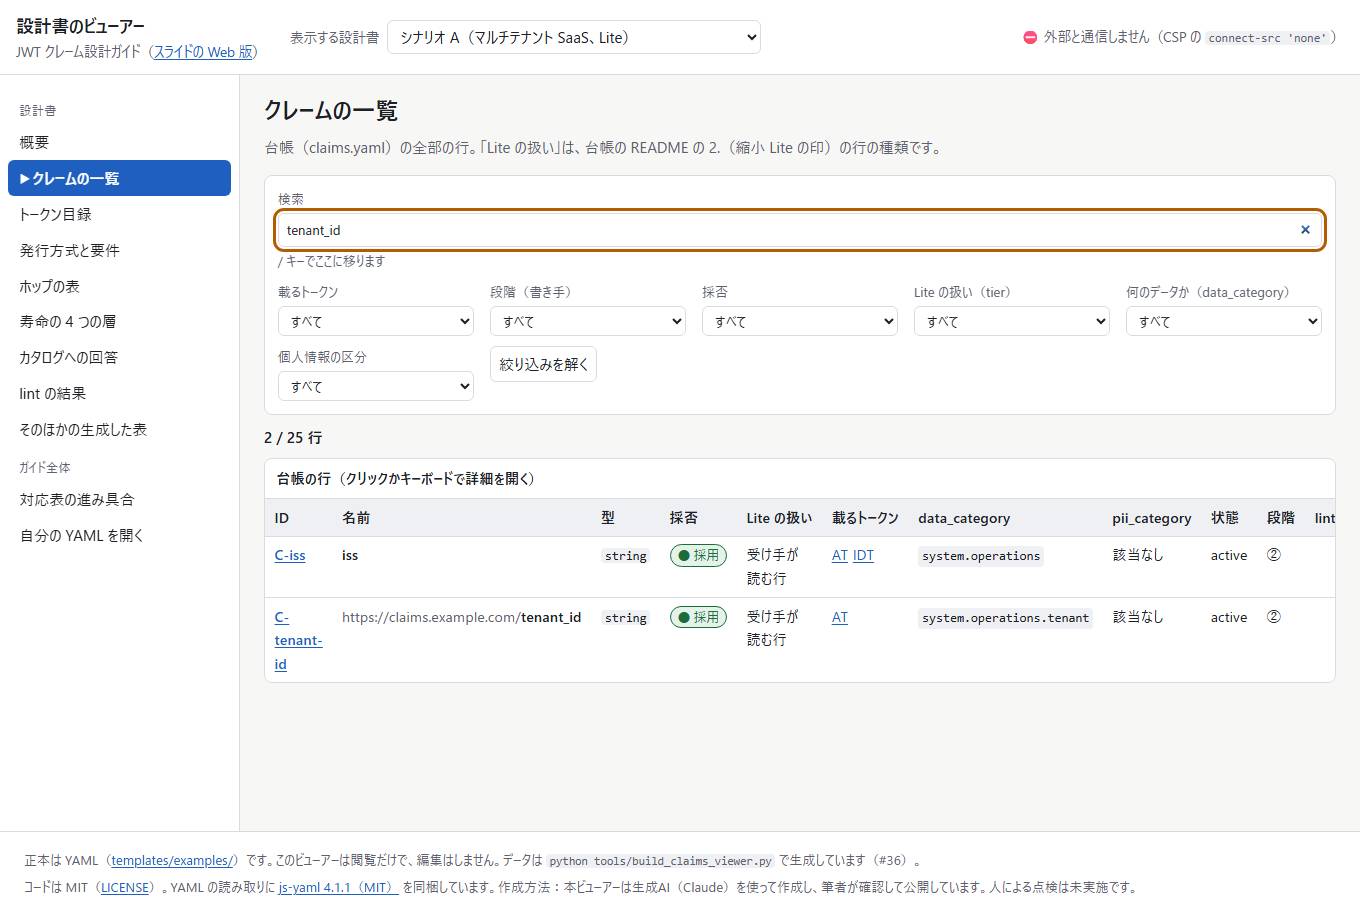 設計書のビューアー
JWT クレーム設計ガイド（スライドの Web 版）
表示する設計書
シナリオ A（マルチテナント SaaS、Lite）
外部と通信しません（CSP の connect-src 'none'）
設計書
概要
▶クレームの一覧
トークン目録
発行方式と要件
ホップの表
寿命の 4 つの層
カタログへの回答
lint の結果
そのほかの生成した表
ガイド全体
対応表の進み具合
自分の YAML を開く
クレームの一覧
台帳（claims.yaml）の全部の行。「Lite の扱い」は、台帳の README の 2.（縮小 Lite の印）の行の種類です。
検索
tenant_id
×
/ キーでここに移ります
載るトークン 段階（書き手） 採否 Lite の扱い（tier） 何のデータか（data_category）
すべて すべて すべて すべて すべて
個人情報の区分
すべて
絞り込みを解く
2 / 25 行
台帳の行（クリックかキーボードで詳細を開く）
ID 名前 型 採否 Lite の扱い 載るトークン data_category pii_category 状態 段階 lint
C-iss iss string ● 採用 受け手が AT IDT system.operations 該当なし active ②
読む行
C- https://claims.example.com/tenant_id string ● 採用 受け手が AT system.operations.tenant 該当なし active ②
tenant- 読む行
id
正本は YAML（templates/examples/）です。このビューアーは閲覧だけで、編集はしません。データは python tools/build_claims_viewer.py で生成しています（#36）。
コードは MIT（LICENSE）。YAML の読み取りに js-yaml 4.1.1（MIT） を同梱しています。作成方法：本ビューアーは生成AI（Claude）を使って作成し、筆者が確認して公開しています。人による点検は未実施です。